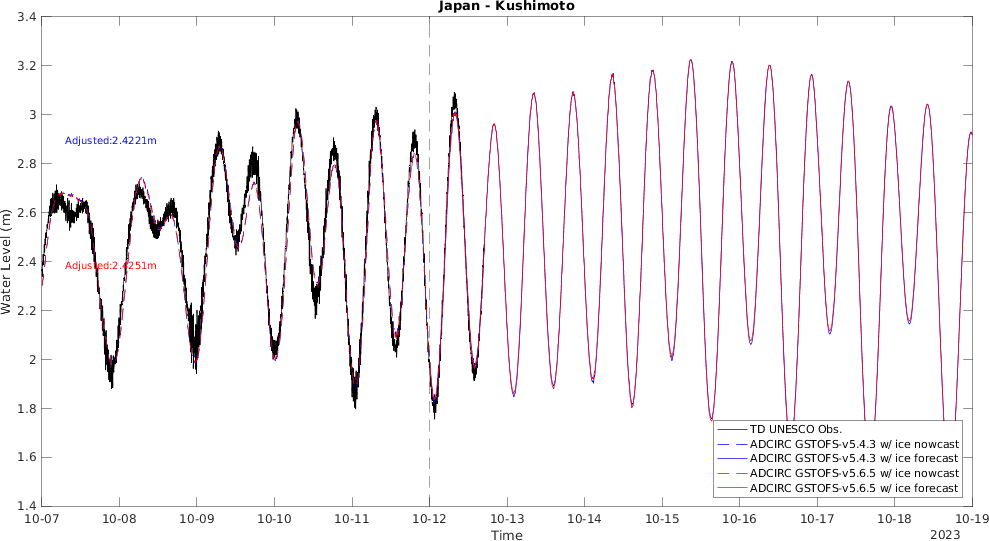 Japan - Kushimoto
3.4
3.2
3
2.8
2.6
2.4
2.2
2
1.8
1.6
1.4
Water Level (m)
Adjusted:2.4221m
Adjusted:2.4251m
TD UNESCO Obs.
ADCIRC GSTOFS-v5.4.3 w/ ice nowcast
ADCIRC GSTOFS-v5.4.3 w/ ice forecast
ADCIRC GSTOFS-v5.6.5 w/ ice nowcast
ADCIRC GSTOFS-v5.6.5 w/ ice forecast
10-07 10-08 10-09 10-10 10-11 10-12 10-13 10-14 10-15 10-16 10-17 10-18 10-19
Time
2023